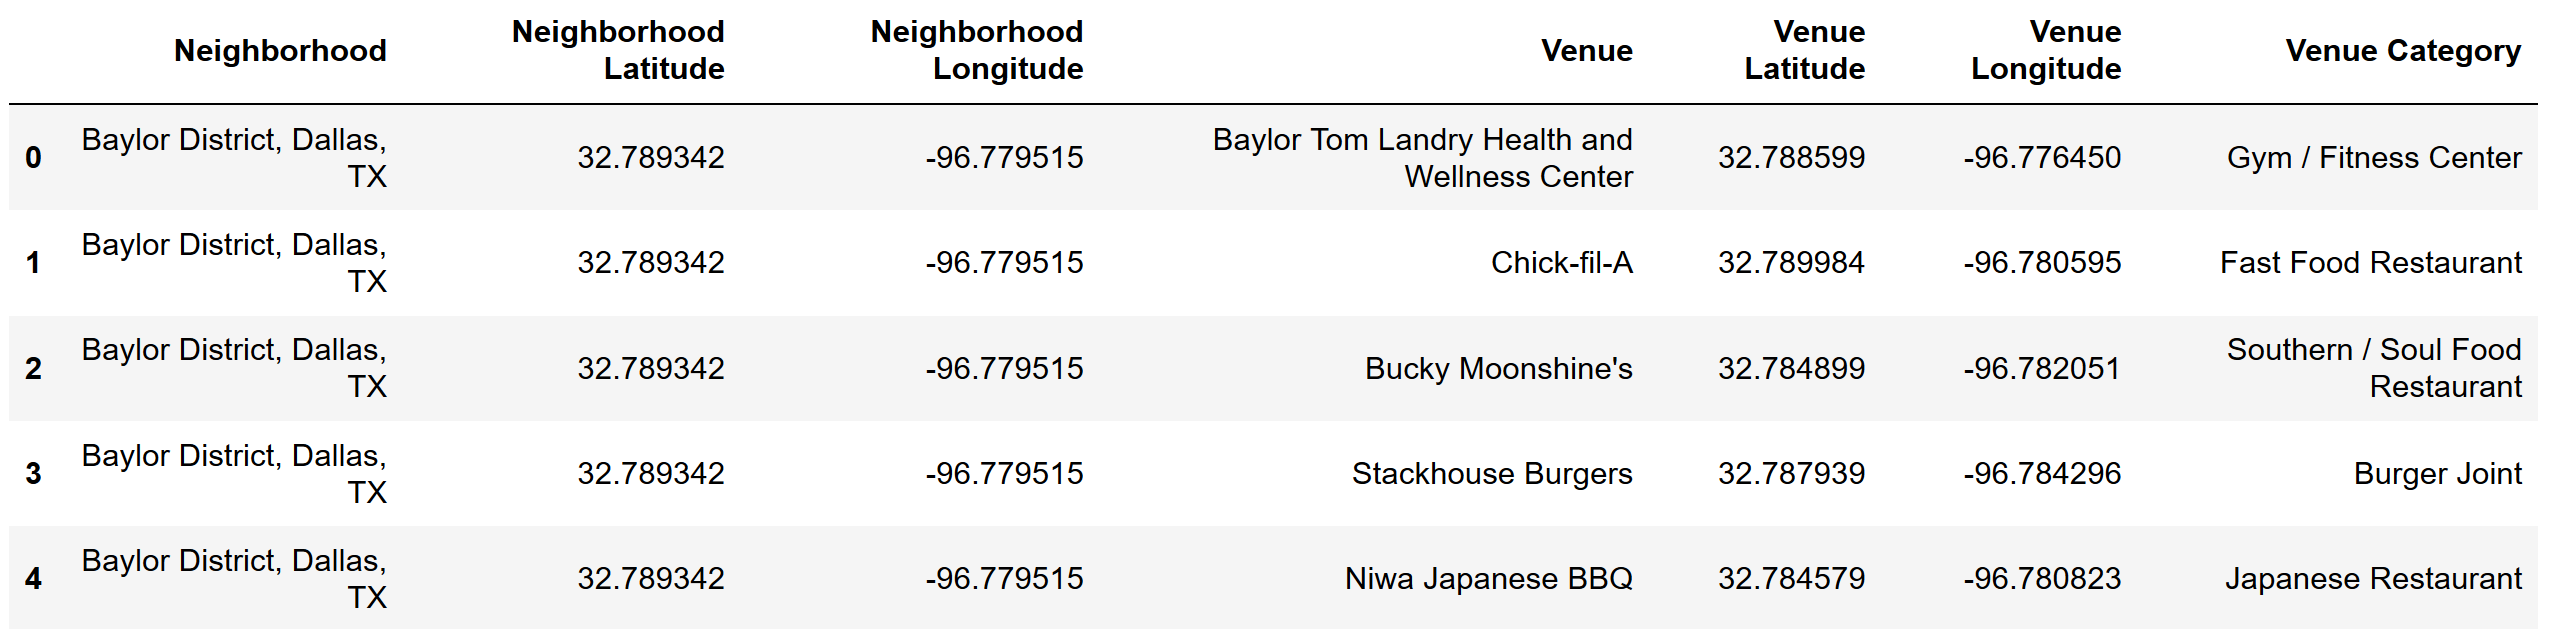 Neighborhood Neighborhood Latitude Neighborhood Longitude Venue Venue Latitude Venue Longitude Venue Category
0 Baylor District, Dallas, TX 32.789342 -96.779515 Baylor Tom Landry Health and Wellness Center 32.788599 -96.776450 Gym / Fitness Center
1 Baylor District, Dallas, TX 32.789342 -96.779515 Chick-fil-A 32.789984 -96.780595 Fast Food Restaurant
2 Baylor District, Dallas, TX 32.789342 -96.779515 Bucky Moonshine's 32.784899 -96.782051 Southern / Soul Food Restaurant
3 Baylor District, Dallas, TX 32.789342 -96.779515 Stackhouse Burgers 32.787939 -96.784296 Burger Joint
4 Baylor District, Dallas, TX 32.789342 -96.779515 Niwa Japanese BBQ 32.784579 -96.780823 Japanese Restaurant